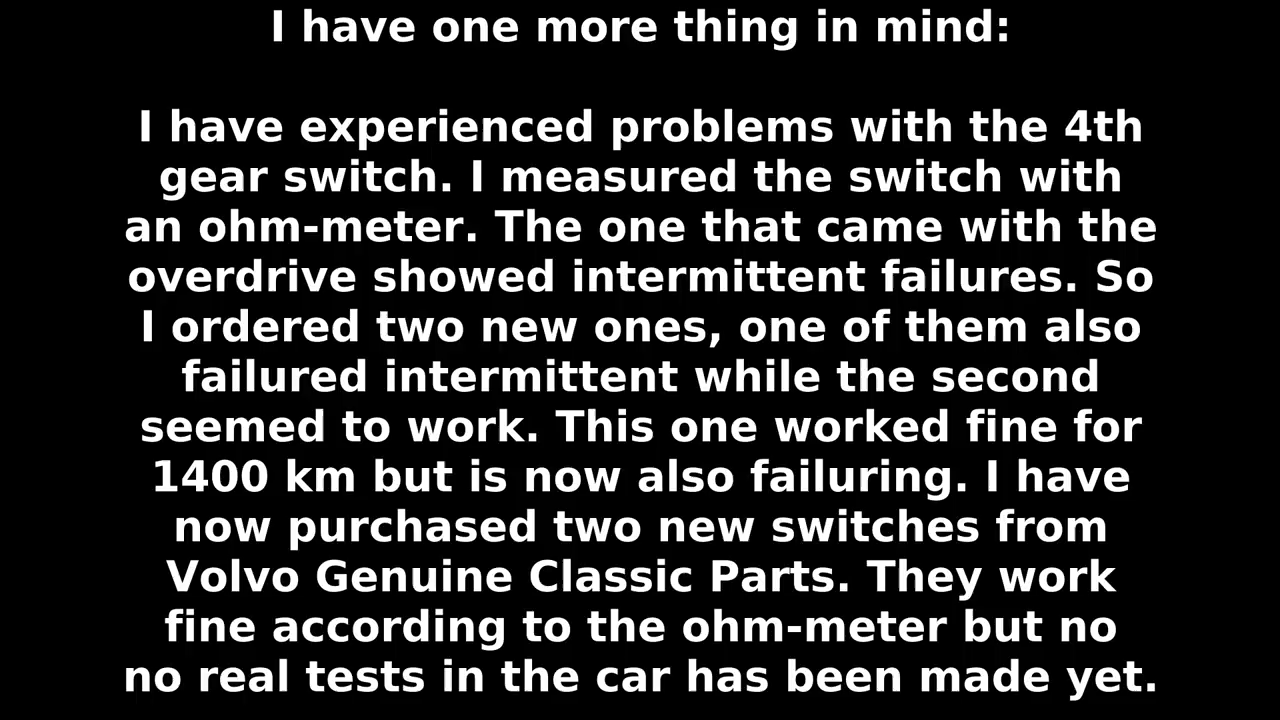 I have one more thing in mind:
I have experienced problems with the 4th
gear switch. I measured the switch with
an ohm-meter. The one that came with the
overdrive showed intermittent failures. So
I ordered two new ones, one of them also
failured intermittent while the second
seemed to work. This one worked fine for
1400 km but is now also failuring. I have
now purchased two new switches from
Volvo Genuine Classic Parts. They work
fine according to the ohm-meter but no
no real tests in the car has been made yet.